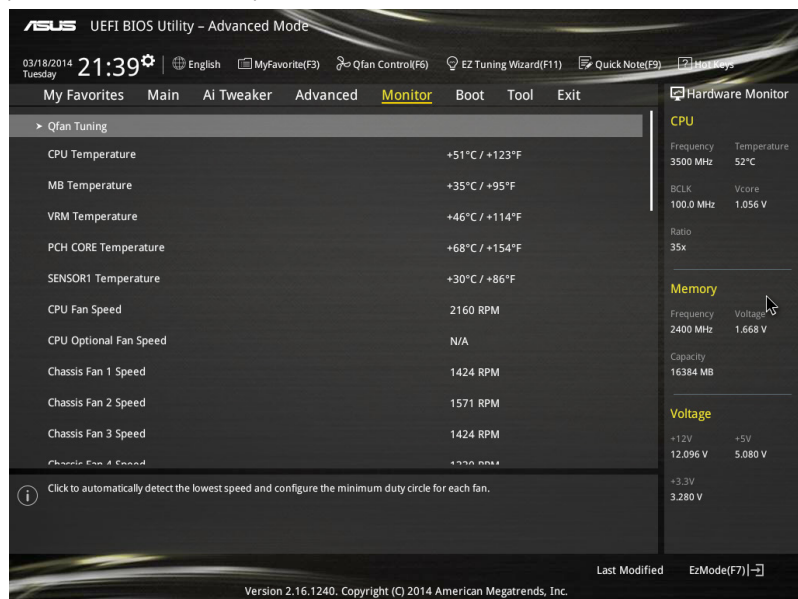 ASUS UEFI BIOS Utility – Advanced Mode
03/18/2014 Tuesday 21:39 English MyFavorite(F3) Qfan Control(F6) EZ Tuning Wizard(F11) Quick Note(F9) ? Hot Keys
My Favorites Main Ai Tweaker Advanced Monitor Boot Tool Exit
> Qfan Tuning
CPU Temperature +51°C / +123°F
MB Temperature +35°C / +95°F
VRM Temperature +46°C / +114°F
PCH CORE Temperature +68°C / +154°F
SENSOR1 Temperature +30°C / +86°F
CPU Fan Speed 2160 RPM
CPU Optional Fan Speed N/A
Chassis Fan 1 Speed 1424 RPM
Chassis Fan 2 Speed 1571 RPM
Chassis Fan 3 Speed 1424 RPM
Chassis Fan 4 Speed
Click to automatically detect the lowest speed and configure the minimum duty circle for each fan.
Hardware Monitor
CPU
Frequency Temperature
3500 MHz 52°C
BCLK Vcore
100.0 MHz 1.056 V
Ratio
35x
Memory
Frequency Voltage
2400 MHz 1.668 V
Capacity
16384 MB
Voltage
+12V +5V
12.096 V 5.080 V
+3.3V
3.280 V
Last Modified EzMode(F7)
Version 2.16.1240. Copyright (C) 2014 American Megatrends, Inc.